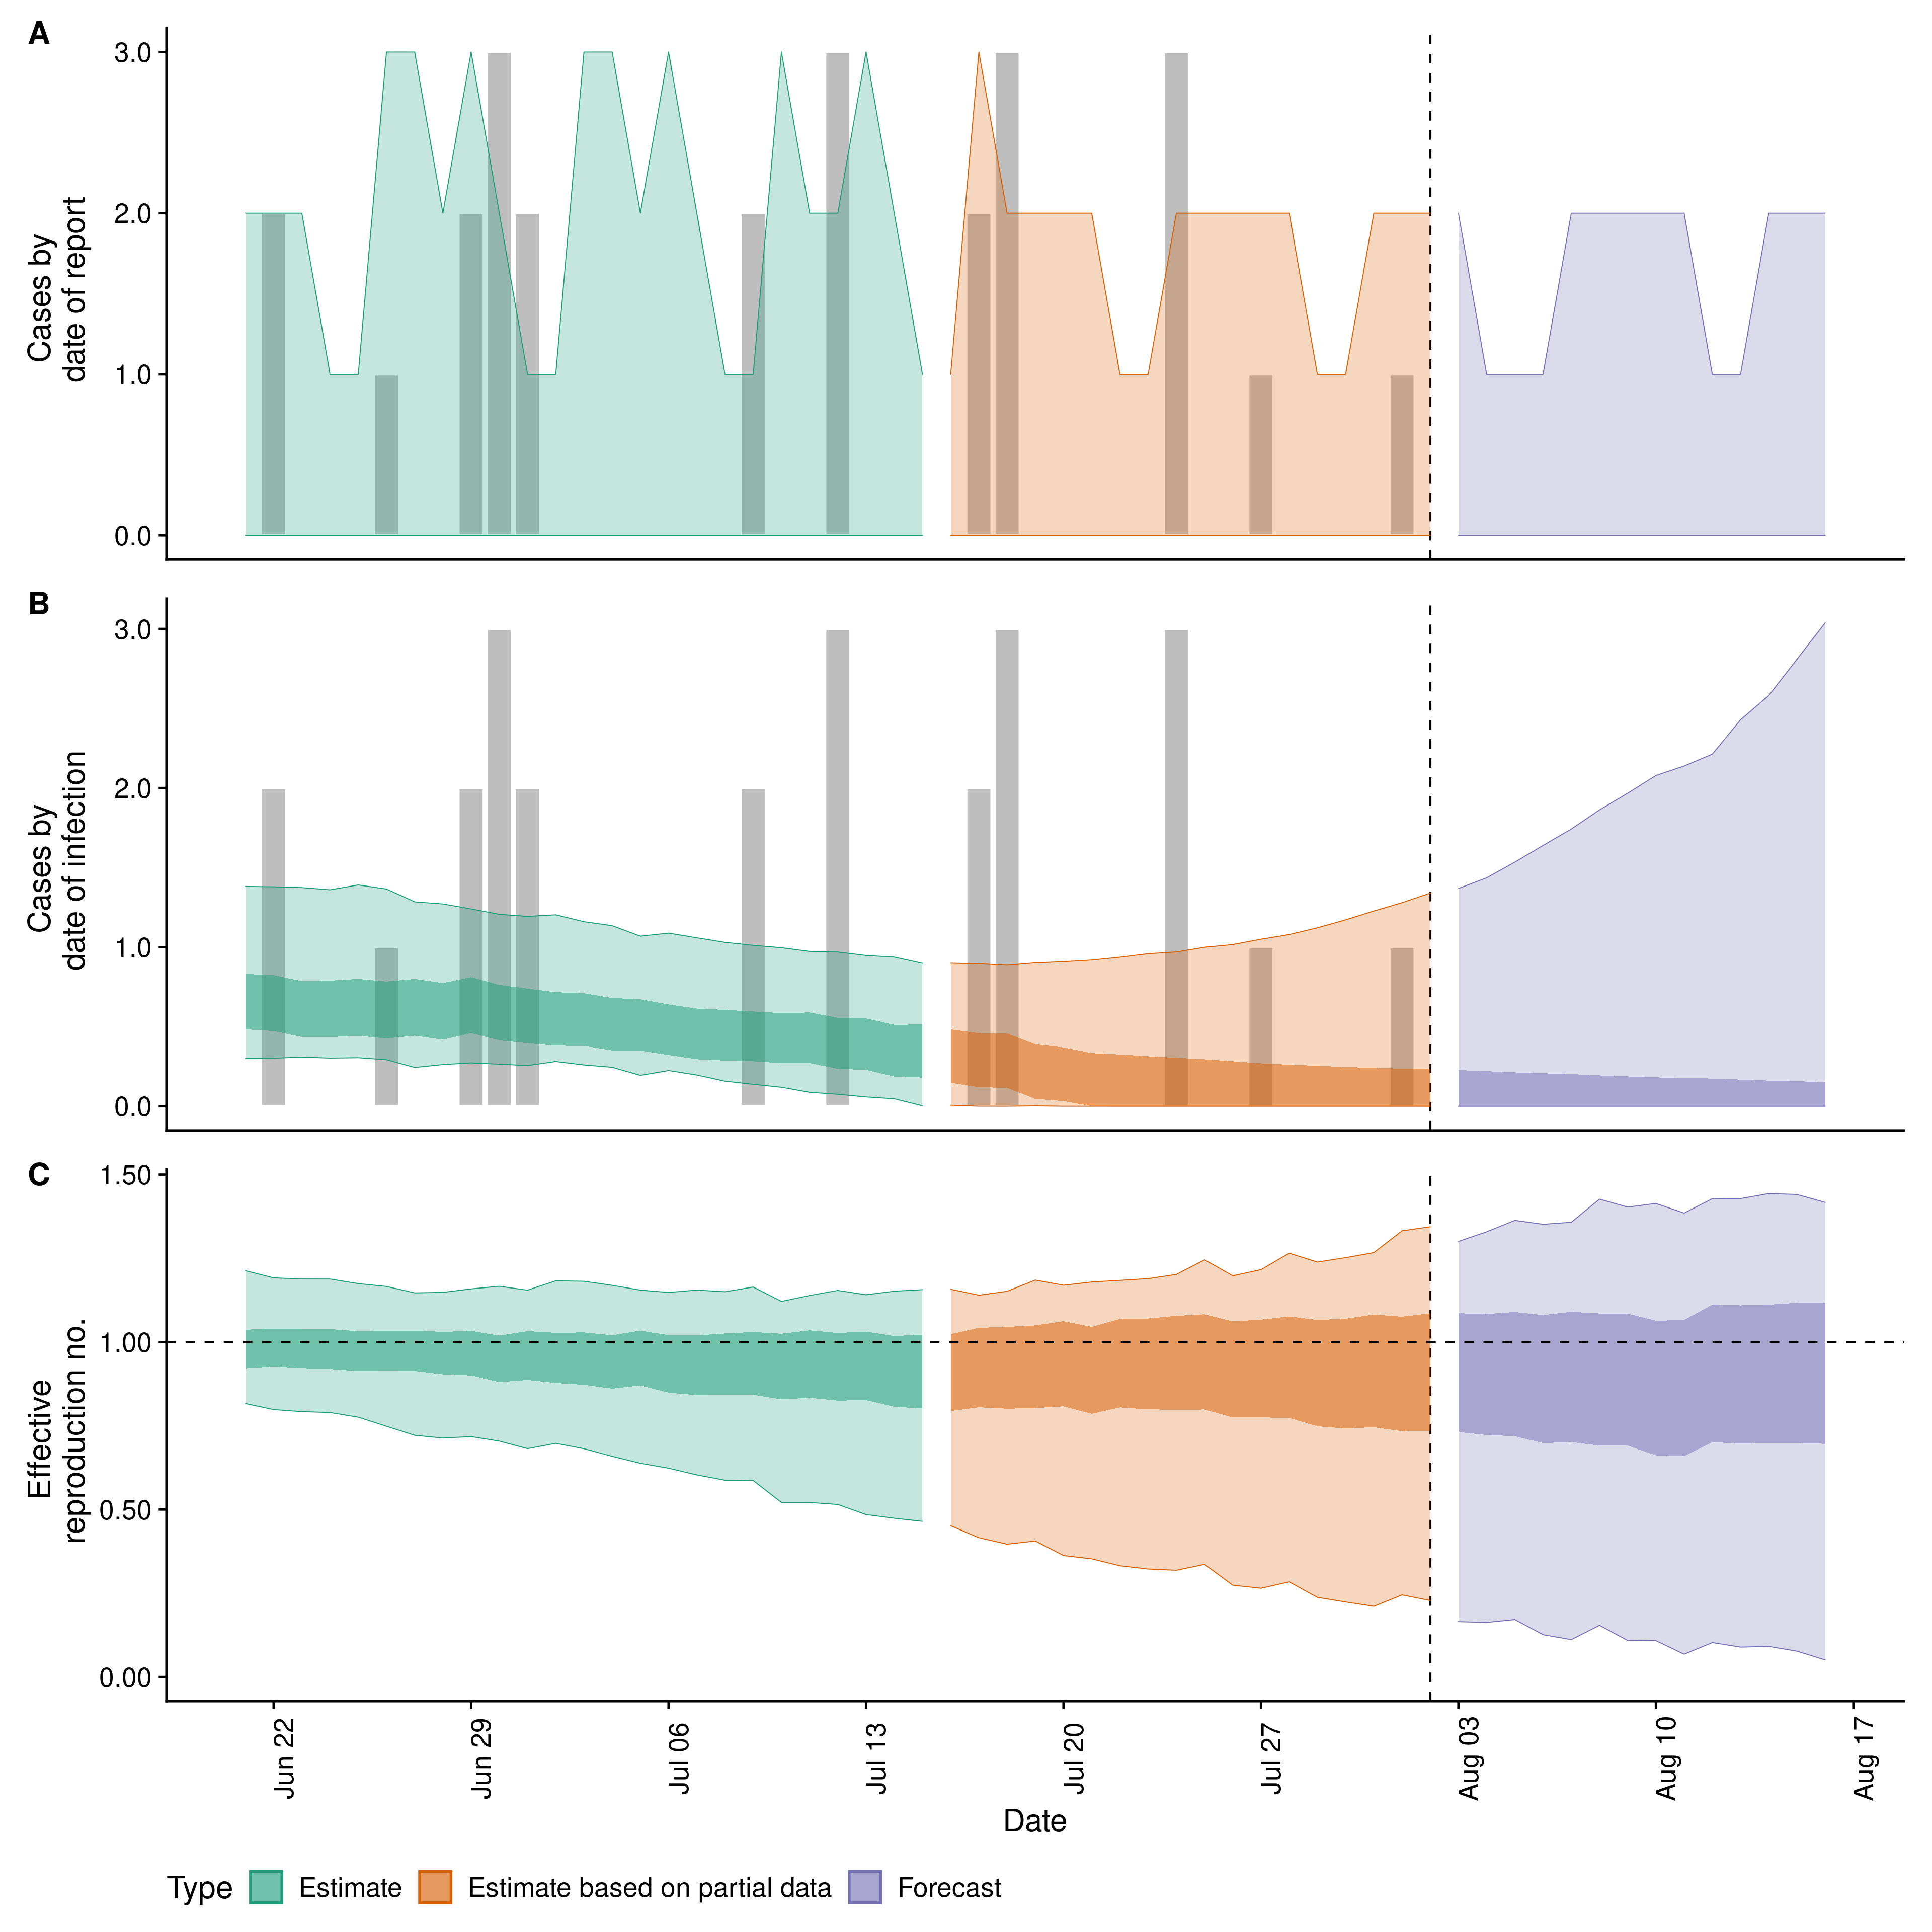 A
3.0
2.0
1.0
0.0
Cases by
date of report
B
3.0
2.0
1.0
0.0
Cases by
date of infection
C
1.50
1.00
0.50
0.00
Effective
reproduction no.
Jun 22
Jun 29
Jul 06
Jul 13
Jul 20
Jul 27
Aug 03
Aug 10
Aug 17
Date
Type Estimate Estimate based on partial data Forecast